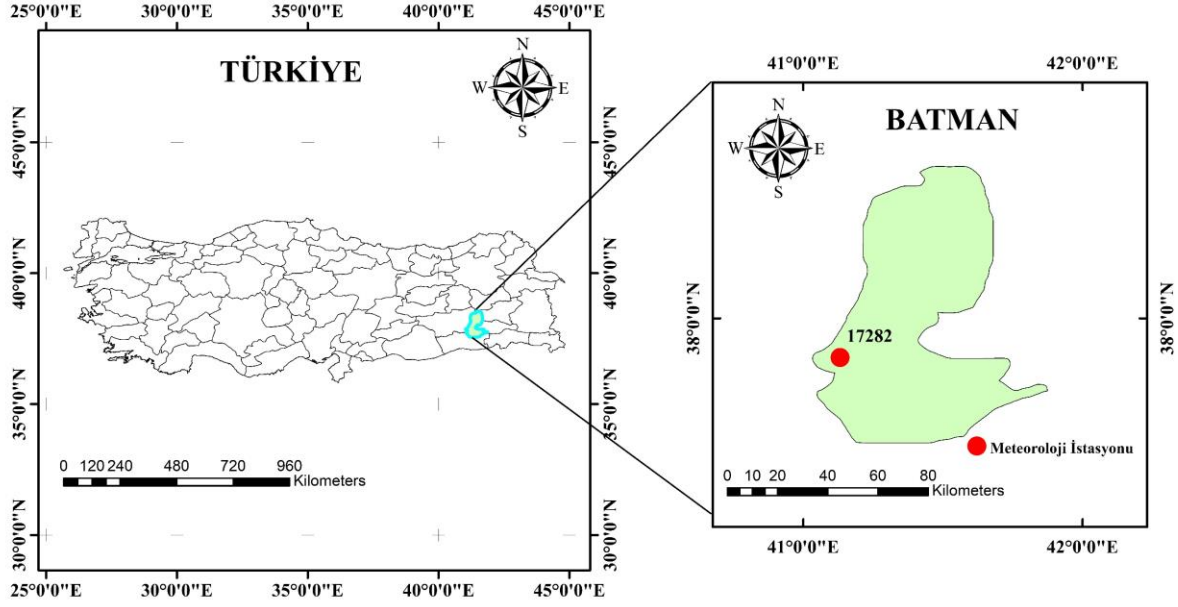 25°0'0"E 30°0'0"E 35°0'0"E 40°0'0"E 45°0'0"E
TÜRKİYE
N
W E
S
45°0'0"N
40°0'0"N
35°0'0"N
30°0'0"N
45°0'0"N
40°0'0"N
35°0'0"N
30°0'0"N
0 120 240 480 720 960
Kilometers
25°0'0"E 30°0'0"E 35°0'0"E 40°0'0"E 45°0'0"E
41°0'0"E 42°0'0"E
BATMAN
N
W E
S
38°0'0"N
38°0'0"N
17282
Meteoroloji İstasyonu
0 10 20 40 60 80
Kilometers
41°0'0"E 42°0'0"E